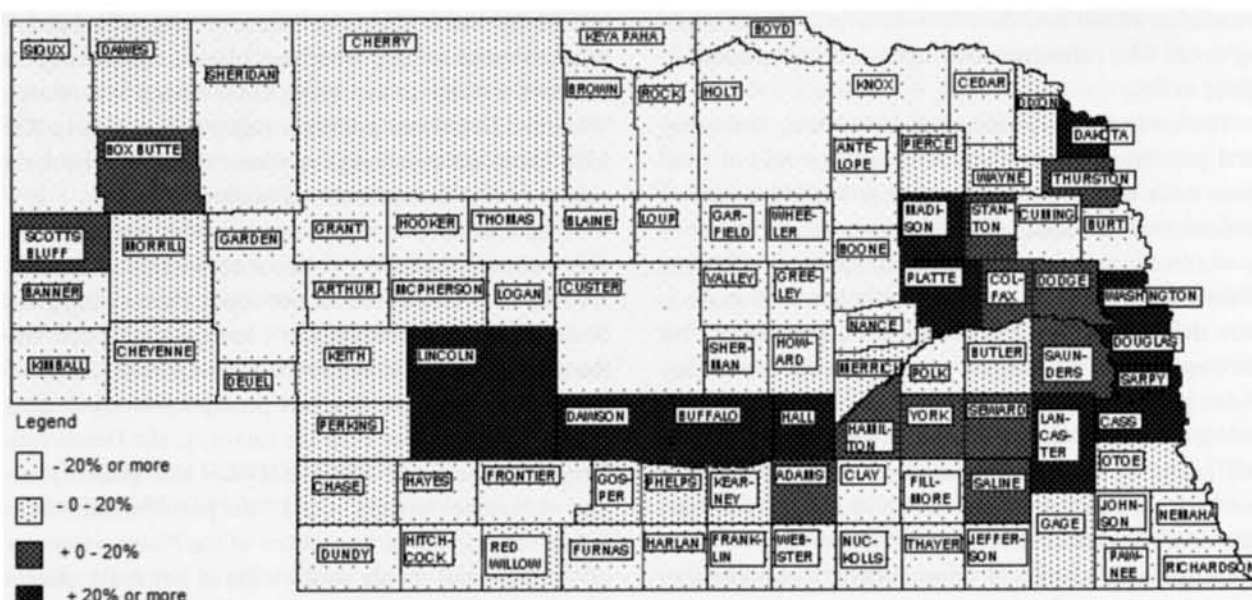 SIOUX
DAWES
SHERIDAN
CHERRY
KEYA PAHA
BOYD
BROWN
ROCK
HOLT
KNOX
CEDAR
DIXON
DAKOTA
BOX BUTTE
ANTE-
LOPE
PIERCE
WAYNE
THURSTON
SCOTTS
BLUFF
MORRILL
GARDEN
GRANT
HOOKER
THOMAS
BLAINE
LOUP
GAR-
FIELD
WHEE-
LER
BOONE
MADI-
SON
STAN-
TON
CUMING
BURT
BANNER
ARTHUR
MCPHERSON
LOGAN
CUSTER
VALLEY
GREE-
LEY
PLATTE
COL-
FAX
DODGE
WASHINGTON
NANCE
KIMBALL
CHEYENNE
DEUEL
KEITH
LINCOLN
SHER-
MAN
HOW-
ARD
MERRICK
POLK
BUTLER
SAUN-
DERS
DOUGLAS
SARPY
PERKINS
DAWSON
BUFFALO
HALL
HAMIL-
TON
YORK
SEWARD
LAN-
CAS-
TER
CASS
OTOE
CHASE
HAYES
FRONTIER
GOS-
PER
PHELPS
KEAR-
NEY
ADAMS
CLAY
FILL-
MORE
SALINE
GAGE
JOHN-
SON
NEMAHA
DUNDY
HITCH-
COCK
RED
WILLOW
FURNAS
HARLAN
FRANK-
LIN
WEB-
STER
NUC-
KOLLS
THAYER
JEFFER-
SON
PAW-
NEE
RICHARDSON
Legend
- 20% or more
- 0 - 20%
+ 0 - 20%
+ 20% or more